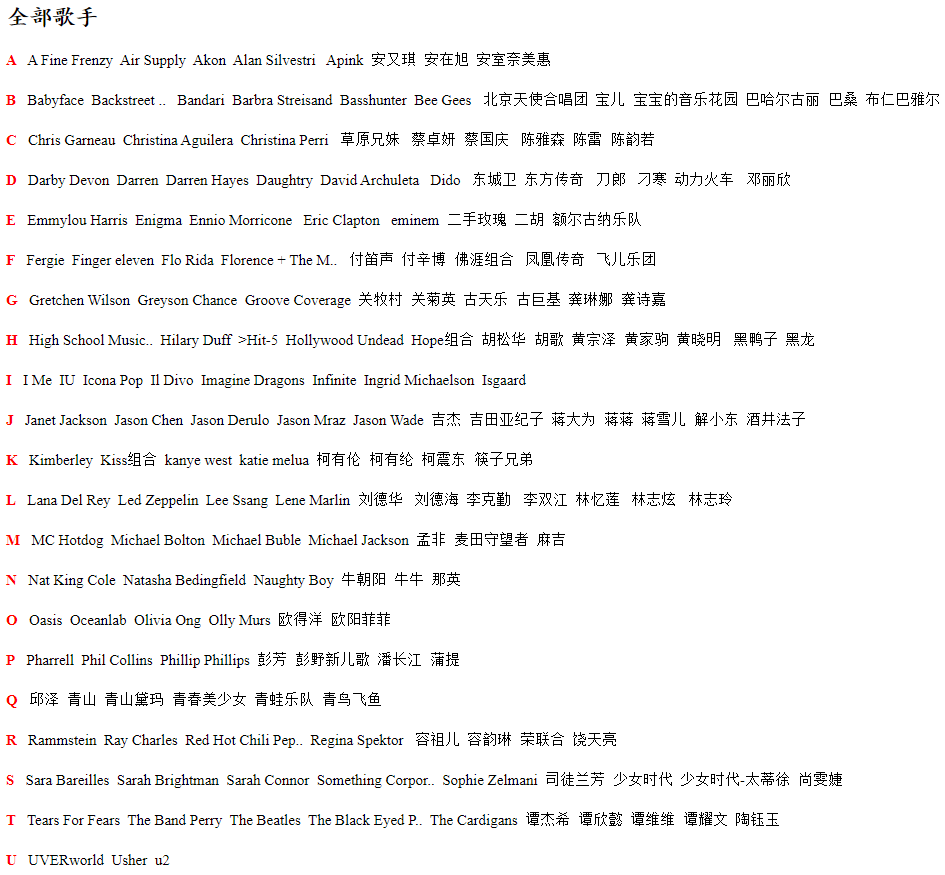 全部歌手
A A Fine Frenzy Air Supply Akon Alan Silvestri Apink 安又琪 安在旭 安室奈美惠
B Babyface Backstreet .. Bandari Barbra Streisand Basshunter Bee Gees 北京天使合唱团 宝儿 宝宝的音乐花园 巴哈尔古丽 巴桑 布仁巴雅尔
C Chris Garneau Christina Aguilera Christina Perri 草原兄妹 蔡卓妍 蔡国庆 陈雅森 陈雷 陈韵若
D Darby Devon Darren Darren Hayes Daughtry David Archuleta Dido 东城卫 东方传奇 刀郎 刁寒 动力火车 邓丽欣
E Emmylou Harris Enigma Ennio Morricone Eric Clapton eminem 二手玫瑰 二胡 额尔古纳乐队
F Fergie Finger eleven Flo Rida Florence + The M.. 付笛声 付辛博 佛涯组合 凤凰传奇 飞儿乐团
G Gretchen Wilson Greyson Chance Groove Coverage 关牧村 关菊英 古天乐 古巨基 龚琳娜 龚诗嘉
H High School Music.. Hilary Duff >Hit-5 Hollywood Undead Hope组合 胡松华 胡歌 黄宗泽 黄家驹 黄晓明 黑鸭子 黑龙
I I Me IU Icona Pop Il Divo Imagine Dragons Infinite Ingrid Michaelson Isgaard
J Janet Jackson Jason Chen Jason Derulo Jason Mraz Jason Wade 吉杰 吉田亚纪子 蒋大为 蒋蒋 蒋雪儿 解小东 酒井法子
K Kimberley Kiss组合 kanye west katie melua 柯有伦 柯有纶 柯震东 筷子兄弟
L Lana Del Rey Led Zeppelin Lee Ssang Lene Marlin 刘德华 刘德海 李克勤 李双江 林忆莲 林志炫 林志玲
M MC Hotdog Michael Bolton Michael Buble Michael Jackson 孟非 麦田守望者 麻吉
N Nat King Cole Natasha Bedingfield Naughty Boy 牛朝阳 牛牛 那英
O Oasis Oceanlab Olivia Ong Olly Murs 欧得洋 欧阳菲菲
P Pharrell Phil Collins Phillip Phillips 彭芳 彭野新儿歌 潘长江 蒲提
Q 邱泽 青山 青山黛玛 青春美少女 青蛙乐队 青鸟飞鱼
R Rammstein Ray Charles Red Hot Chili Pep.. Regina Spektor 容祖儿 容韵琳 荣联合 饶天亮
S Sara Bareilles Sarah Brightman Sarah Connor Something Corpor.. Sophie Zelmani 司徒兰芳 少女时代 少女时代-太蒂徐 尚雯婕
T Tears For Fears The Band Perry The Beatles The Black Eyed P.. The Cardigans 谭杰希 谭欣懿 谭维维 谭耀文 陶钰玉
U UVERworld Usher u2